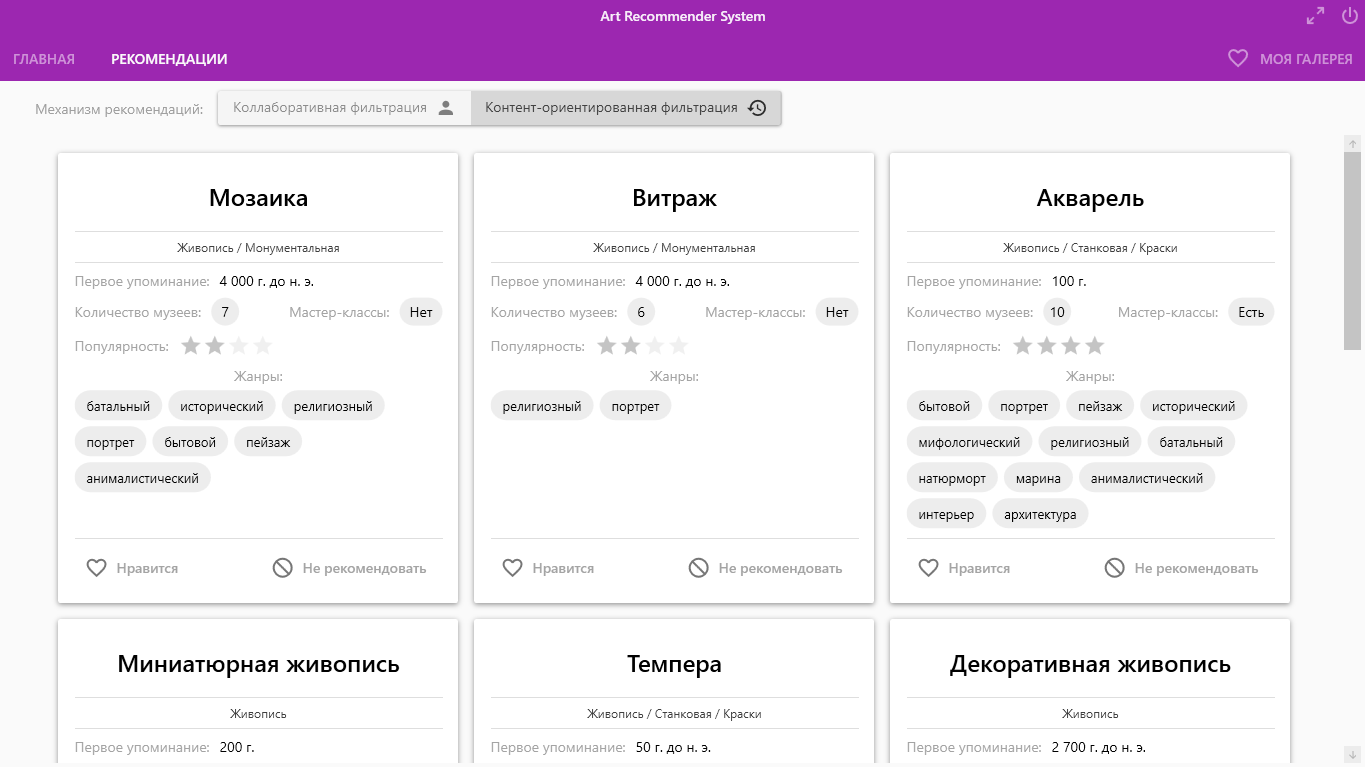 Art Recommender System
ГЛАВНАЯ РЕКОМЕНДАЦИИ МОЯ ГАЛЕРЕЯ
Механизм рекомендаций: Коллаборативная фильтрация Контент-ориентированная фильтрация
Мозаика
Живопись / Монументальная
Первое упоминание: 4 000 г. до н. э.
Количество музеев: 7 Мастер-классы: Нет
Популярность:
Жанры:
батальный исторический религиозный
портрет бытовой пейзаж
анималистический
Нравится Не рекомендовать
Витраж
Живопись / Монументальная
Первое упоминание: 4 000 г. до н. э.
Количество музеев: 6 Мастер-классы: Нет
Популярность:
Жанры:
религиозный портрет
Нравится Не рекомендовать
Акварель
Живопись / Станковая / Краски
Первое упоминание: 100 г.
Количество музеев: 10 Мастер-классы: Есть
Популярность:
Жанры:
бытовой портрет пейзаж исторический
мифологический религиозный батальный
натюрморт марина анималистический
интерьер архитектура
Нравится Не рекомендовать
Миниатюрная живопись
Живопись
Первое упоминание: 200 г.
Темпера
Живопись / Станковая / Краски
Первое упоминание: 50 г. до н. э.
Декоративная живопись
Живопись
Первое упоминание: 2 700 г. до н. э.